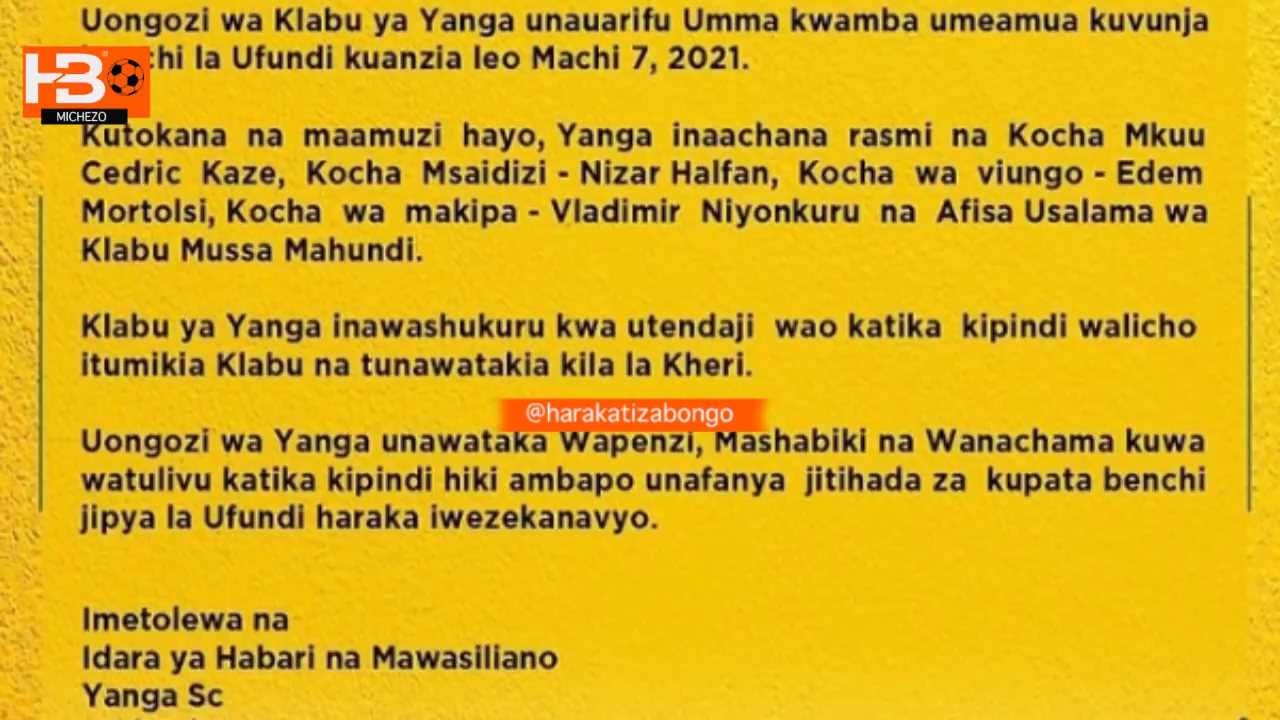 Uongozi wa Klabu ya Yanga unauarifu Umma kwamba umeamua kuvunja
la Ufundi kuanzia leo Machi 7, 2021.
HBO
MICHEZO
Kutokana na maamuzi hayo, Yanga inaachana rasmi na Kocha Mkuu
Cedric Kaze, Kocha Msaidizi - Nizar Halfan, Kocha wa viungo - Edem
Mortolsi, Kocha wa makipa - Vladimir Niyonkuru na Afisa Usalama wa
Klabu Mussa Mahundi.
Klabu ya Yanga inawashukuru kwa utendaji wao katika kipindi walicho
itumikia Klabu na tunawatakia kila la Kheri.
@harakatizabongo
Uongozi wa Yanga unawataka Wapenzi, Mashabiki na Wanachama kuwa
watulivu katika kipindi hiki ambapo unafanya jitihada za kupata benchi
jipya la Ufundi haraka iwezekanavyo.
Imetolewa na
Idara ya Habari na Mawasiliano
Yanga Sc